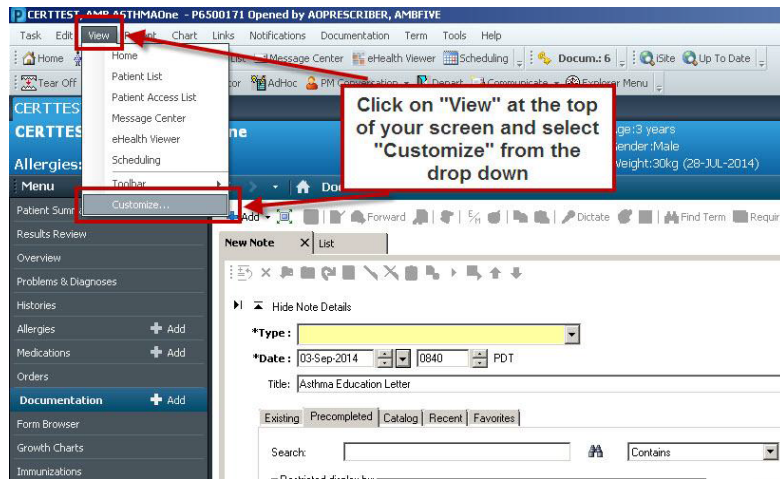 CERTTEST, AMB ASTHMAOne - P6500171 Opened by AOPRESCRIBER, AMBFIVE
Task Edit View Chart Links Notifications Documentation Term Tools Help
Home Message Center eHealth Viewer Scheduling Docum.: 6 iSite Up To Date
Tear Off AdHoc PM Conversation Depart Communicate Explorer Menu
Home
Patient List
Patient Access List
Message Center
eHealth Viewer
Scheduling
Toolbar
Customize...
Click on "View" at the top
of your screen and select
"Customize" from the
drop down
CERTTES
CERTTES ne
Age:3 years
Gender:Male
Allergies: Weight:30kg (28-JUL-2014)
Menu
Patient Summ
Results Review
Overview
Problems & Diagnoses
Histories
Allergies Add
Medications Add
Orders
Documentation Add
Form Browser
Growth Charts
Immunizations
Add Forward Dictate Find Term Requir
New Note X List
Hide Note Details
*Type :
*Date : 03-Sep-2014 0840 PDT
Title: Asthma Education Letter
Existing Precompleted Catalog Recent Favorites
Search: Contains